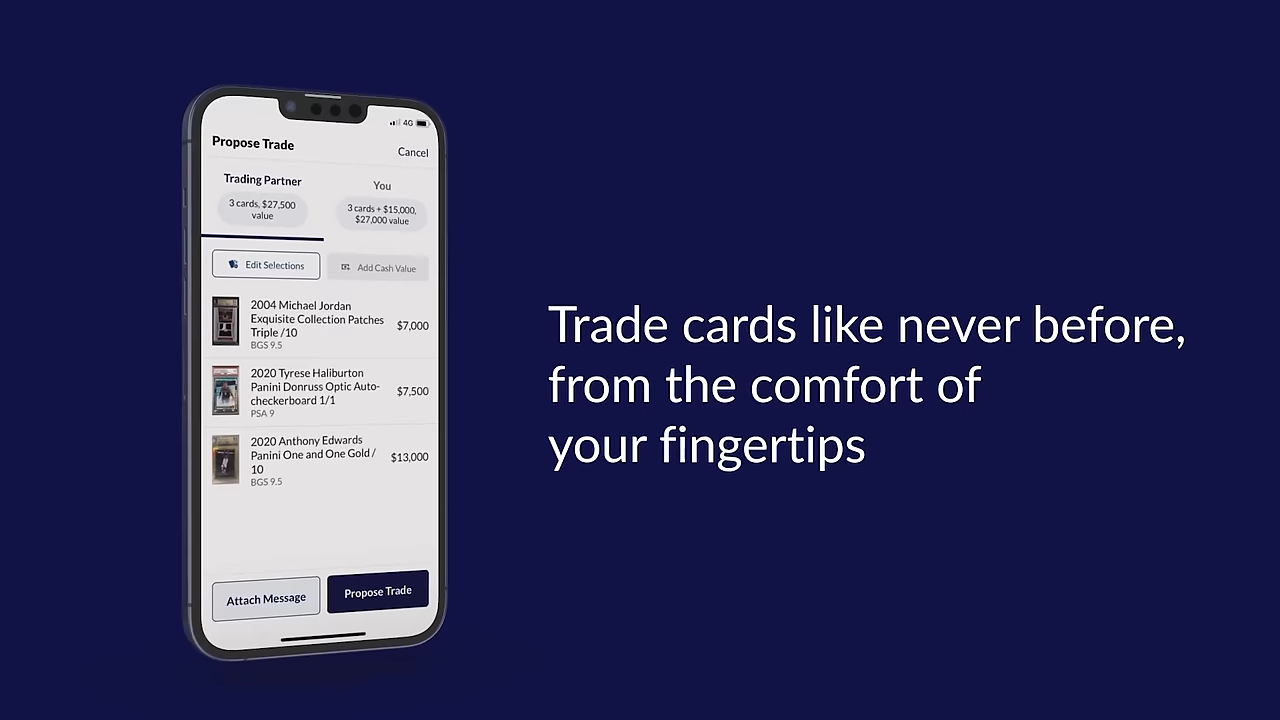 4G
Propose Trade
Cancel
Trading Partner
You
3 cards, $27,500
value
3 cards + $15,000,
$27,000 value
Edit Selections
Add Cash Value
2004 Michael Jordan
Exquisite Collection Patches
Triple /10
BGS 9.5
$7,000
2020 Tyrese Haliburton
Panini Donruss Optic Auto-
checkerboard 1/1
PSA 9
$7,500
2020 Anthony Edwards
Panini One and One Gold /
10
BGS 9.5
$13,000
Attach Message
Propose Trade
Trade cards like never before,
from the comfort of
your fingertips